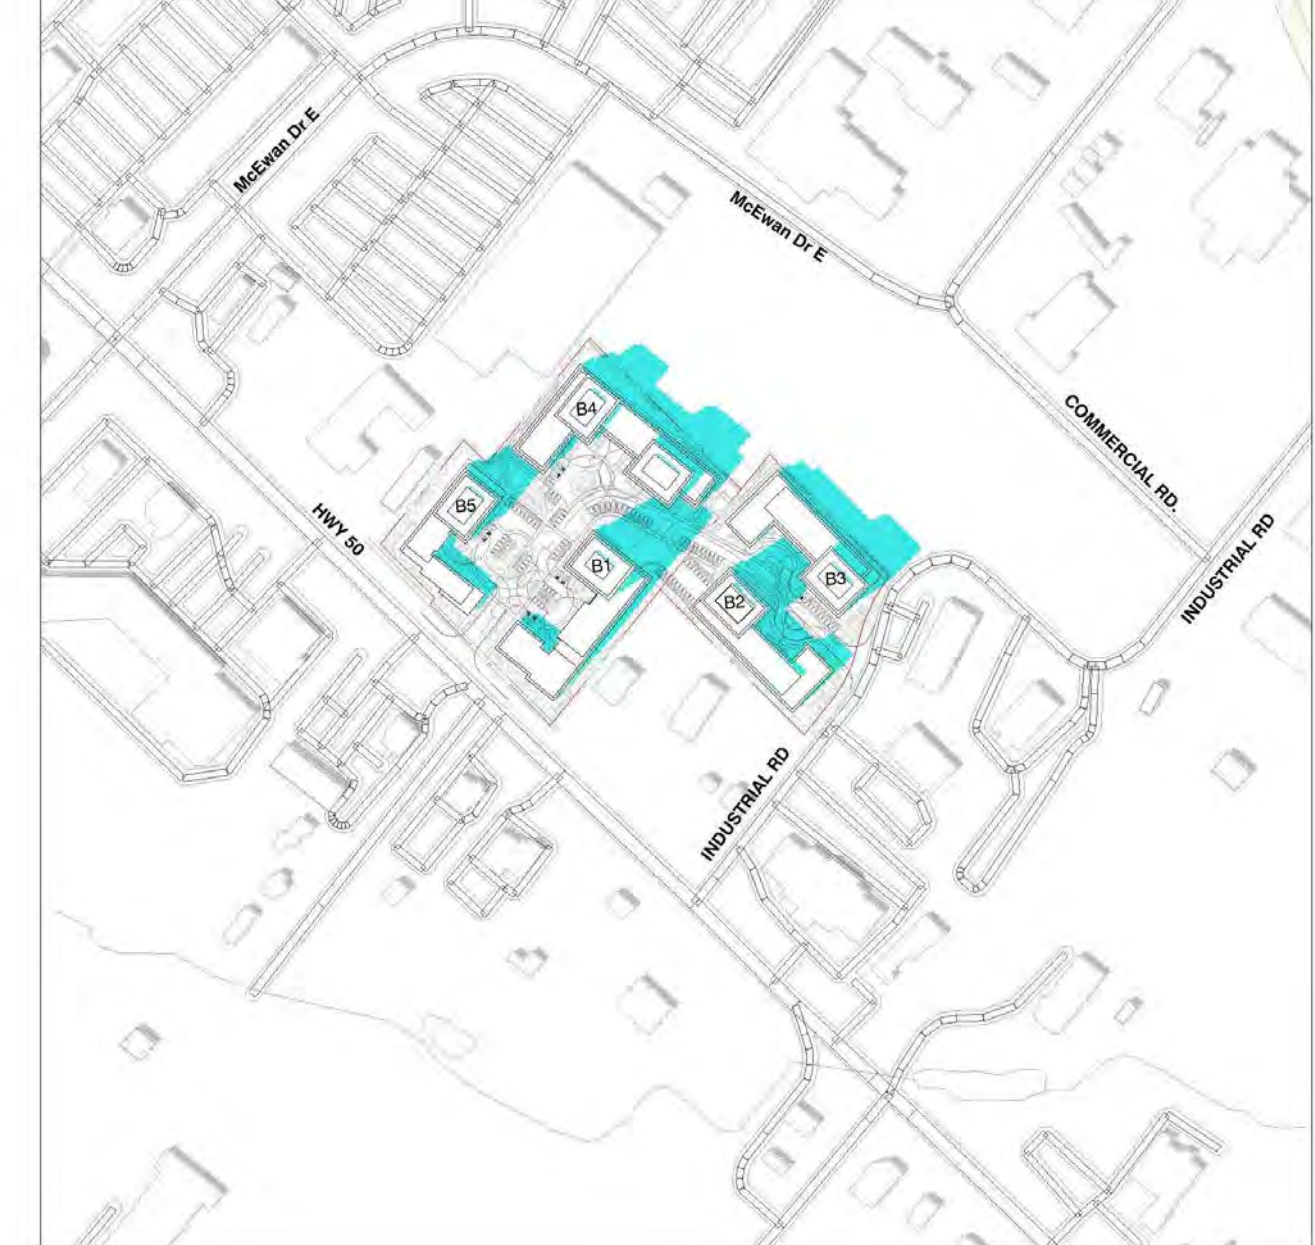 McEwan Dr E
McEwan Dr E
COMMERCIAL RD.
INDUSTRIAL RD
HWY 50
B4
B5
B1
B3
B2
INDUSTRIAL RD